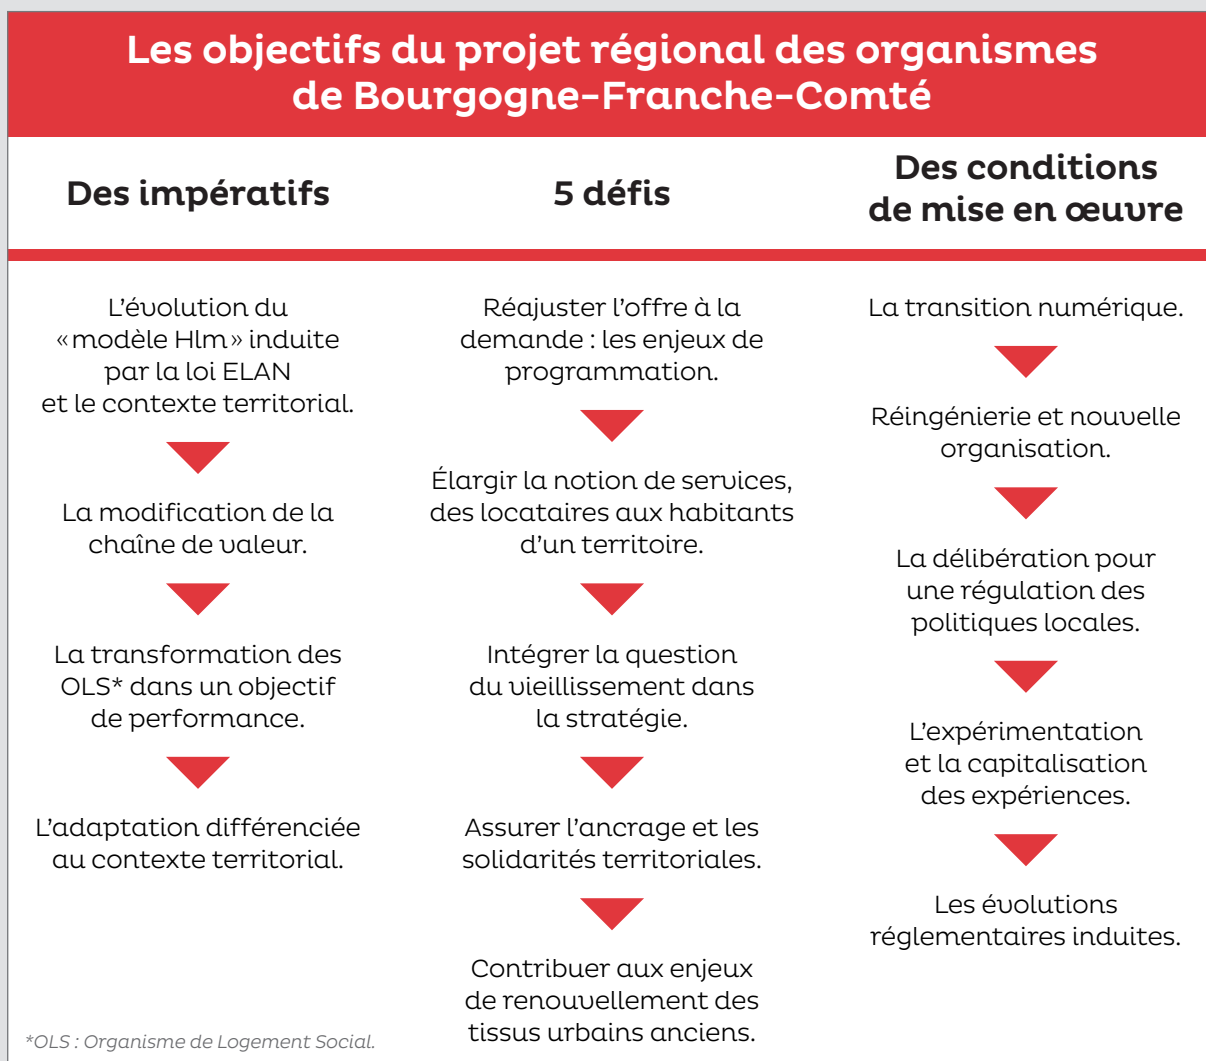 Les objectifs du projet régional des organismes
de Bourgogne-Franche-Comté
Des impératifs
L'évolution du
«modèle Hlm» induite
par la loi ELAN
et le contexte territorial.
La modification de la
chaîne de valeur.
La transformation des
OLS* dans un objectif
de performance.
L'adaptation différenciée
au contexte territorial.
5 défis
Réajuster l'offre à la
demande : les enjeux de
programmation.
Élargir la notion de services,
des locataires aux habitants
d'un territoire.
Intégrer la question
du vieillissement dans
la stratégie.
Assurer l'ancrage et les
solidarités territoriales.
Contribuer aux enjeux
de renouvellement des
tissus urbains anciens.
Des conditions
de mise en œuvre
La transition numérique.
Réingénierie et nouvelle
organisation.
La délibération pour
une régulation des
politiques locales.
L'expérimentation
et la capitalisation
des expériences.
Les évolutions
réglementaires induites.
*OLS : Organisme de Logement Social.